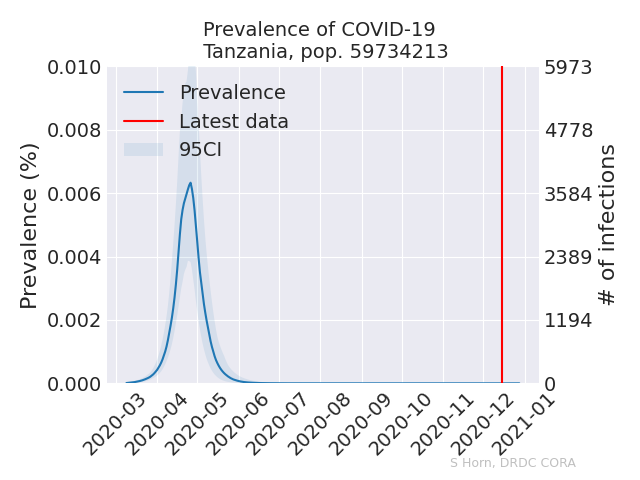 Prevalence of COVID-19
Tanzania, pop. 59734213
0.010
0.008
0.006
0.004
0.002
0.000
Prevalence (%)
Prevalence
Latest data
95CI
5973
4778
3584
2389
1194
0
# of infections
2020-03
2020-04
2020-05
2020-06
2020-07
2020-08
2020-09
2020-10
2020-11
2020-12
2021-01
S Horn, DRDC CORA